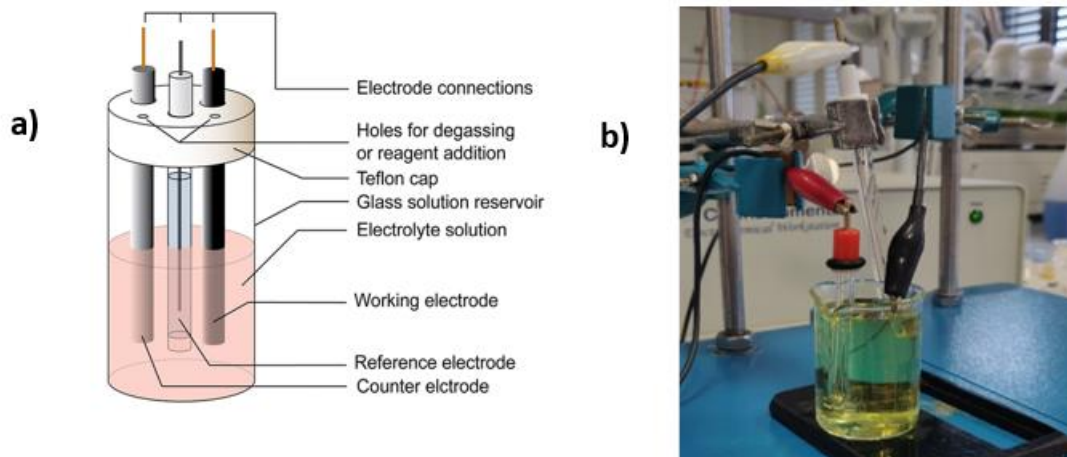 a)
Electrode connections
Holes for degassing
or reagent addition
Teflon cap
Glass solution reservoir
Electrolyte solution
Working electrode
Reference electrode
Counter elctrode
b)